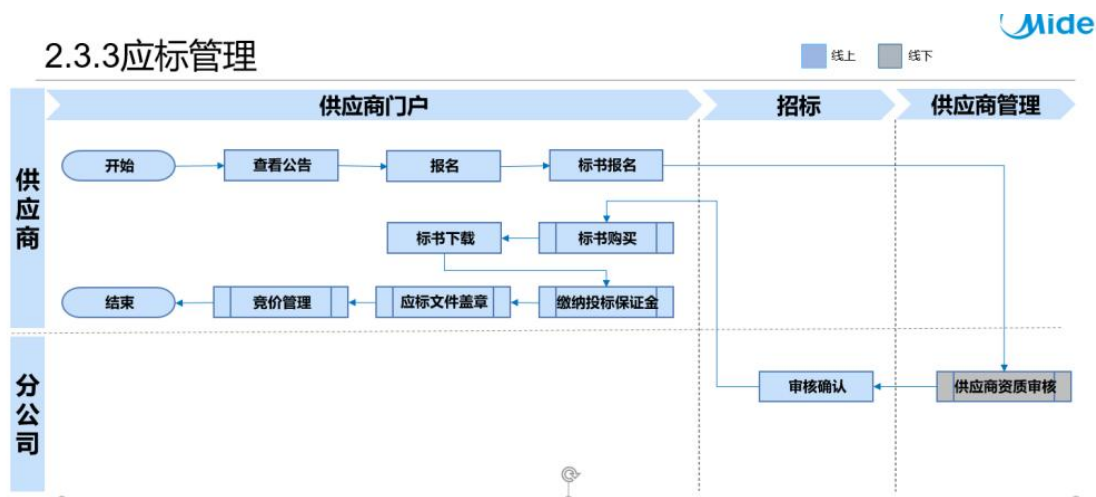 Mide
2.3.3应标管理
线上
线下
供应商门户
招标
供应商管理
供应商
开始
查看公告
报名
标书报名
标书下载
标书购买
结束
竞价管理
应标文件盖章
缴纳投标保证金
分公司
审核确认
供应商资质审核